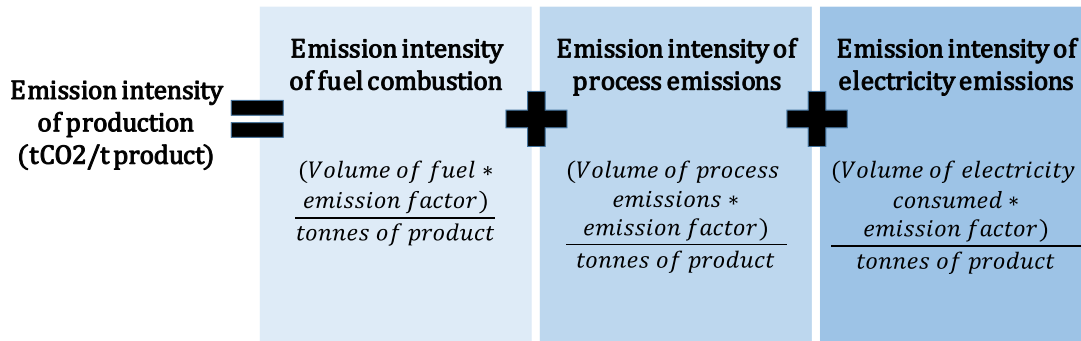 Emission intensity
of production
(tCO2/t product)
=
Emission intensity
of fuel combustion
(Volume of fuel *
emission factor)
tonnes of product
+
Emission intensity of
process emissions
(Volume of process
emissions *
emission factor)
tonnes of product
+
Emission intensity of
electricity emissions
(Volume of electricity
consumed *
emission factor)
tonnes of product